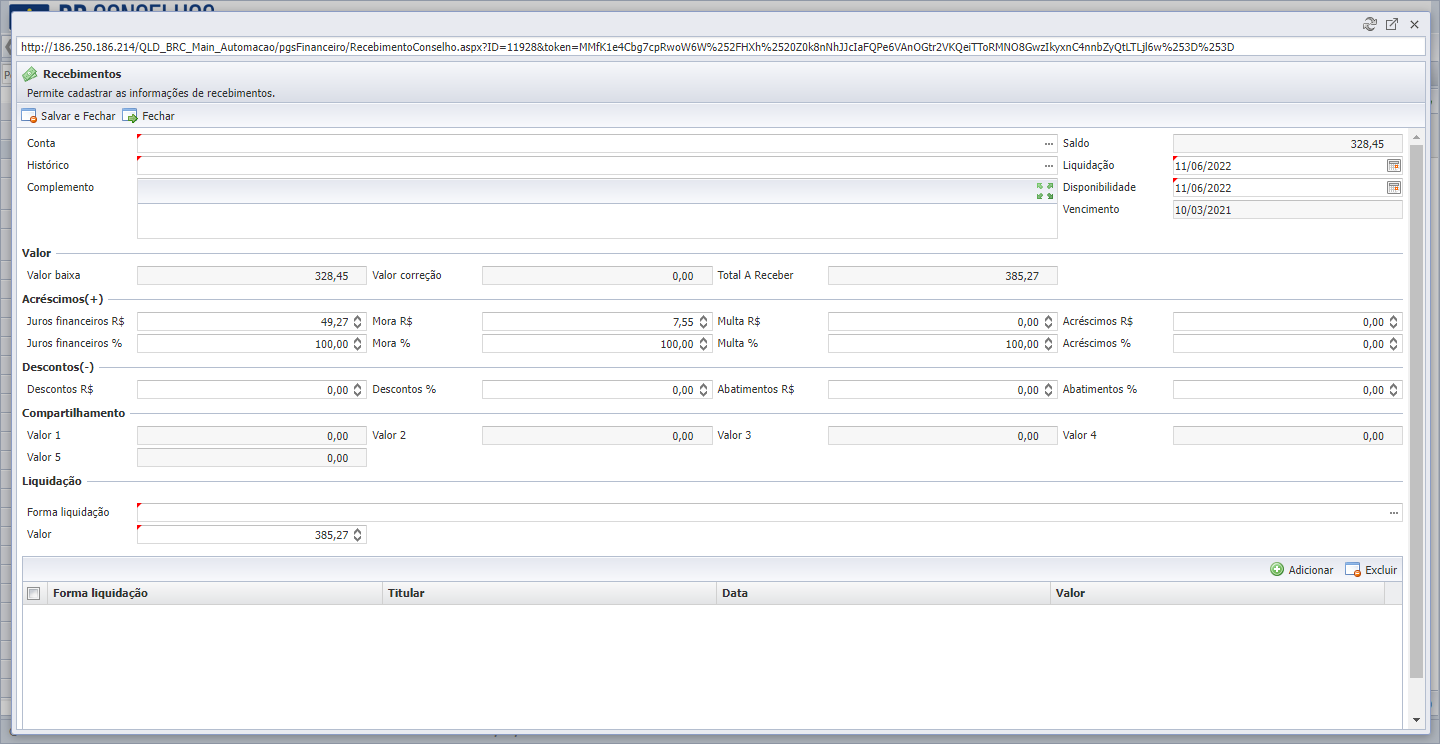 BR CONSELHOS
http://186.250.186.214/QLD_BRC_Main_Automacao/pgsFinanceiro/RecebimentoConselho.aspx?ID=11928&token=MMfK1e4Cbg7cpRwoW6W%252FHXh%2520Z0k8nNhJJcIaFQPe6VAnOGtr2VKQeiTToRMNO8GwzIkyxnC4nnbZyQtLTLjl6w%253D%253D
Recebimentos
Permite cadastrar as informações de recebimentos.
Salvar e Fechar Fechar
Conta ... Saldo 328,45
Histórico ... Liquidação 11/06/2022
Complemento Disponibilidade 11/06/2022
Vencimento 10/03/2021
Valor
Valor baixa 328,45 Valor correção 0,00 Total A Receber 385,27
Acréscimos(+)
Juros financeiros R$ 49,27 Mora R$ 7,55 Multa R$ 0,00 Acréscimos R$ 0,00
Juros financeiros % 100,00 Mora % 100,00 Multa % 100,00 Acréscimos % 0,00
Descontos(-)
Descontos R$ 0,00 Descontos % 0,00 Abatimentos R$ 0,00 Abatimentos % 0,00
Compartilhamento
Valor 1 0,00 Valor 2 0,00 Valor 3 0,00 Valor 4 0,00
Valor 5 0,00
Liquidação
Forma liquidação ...
Valor 385,27
Adicionar Excluir
Forma liquidação Titular Data Valor